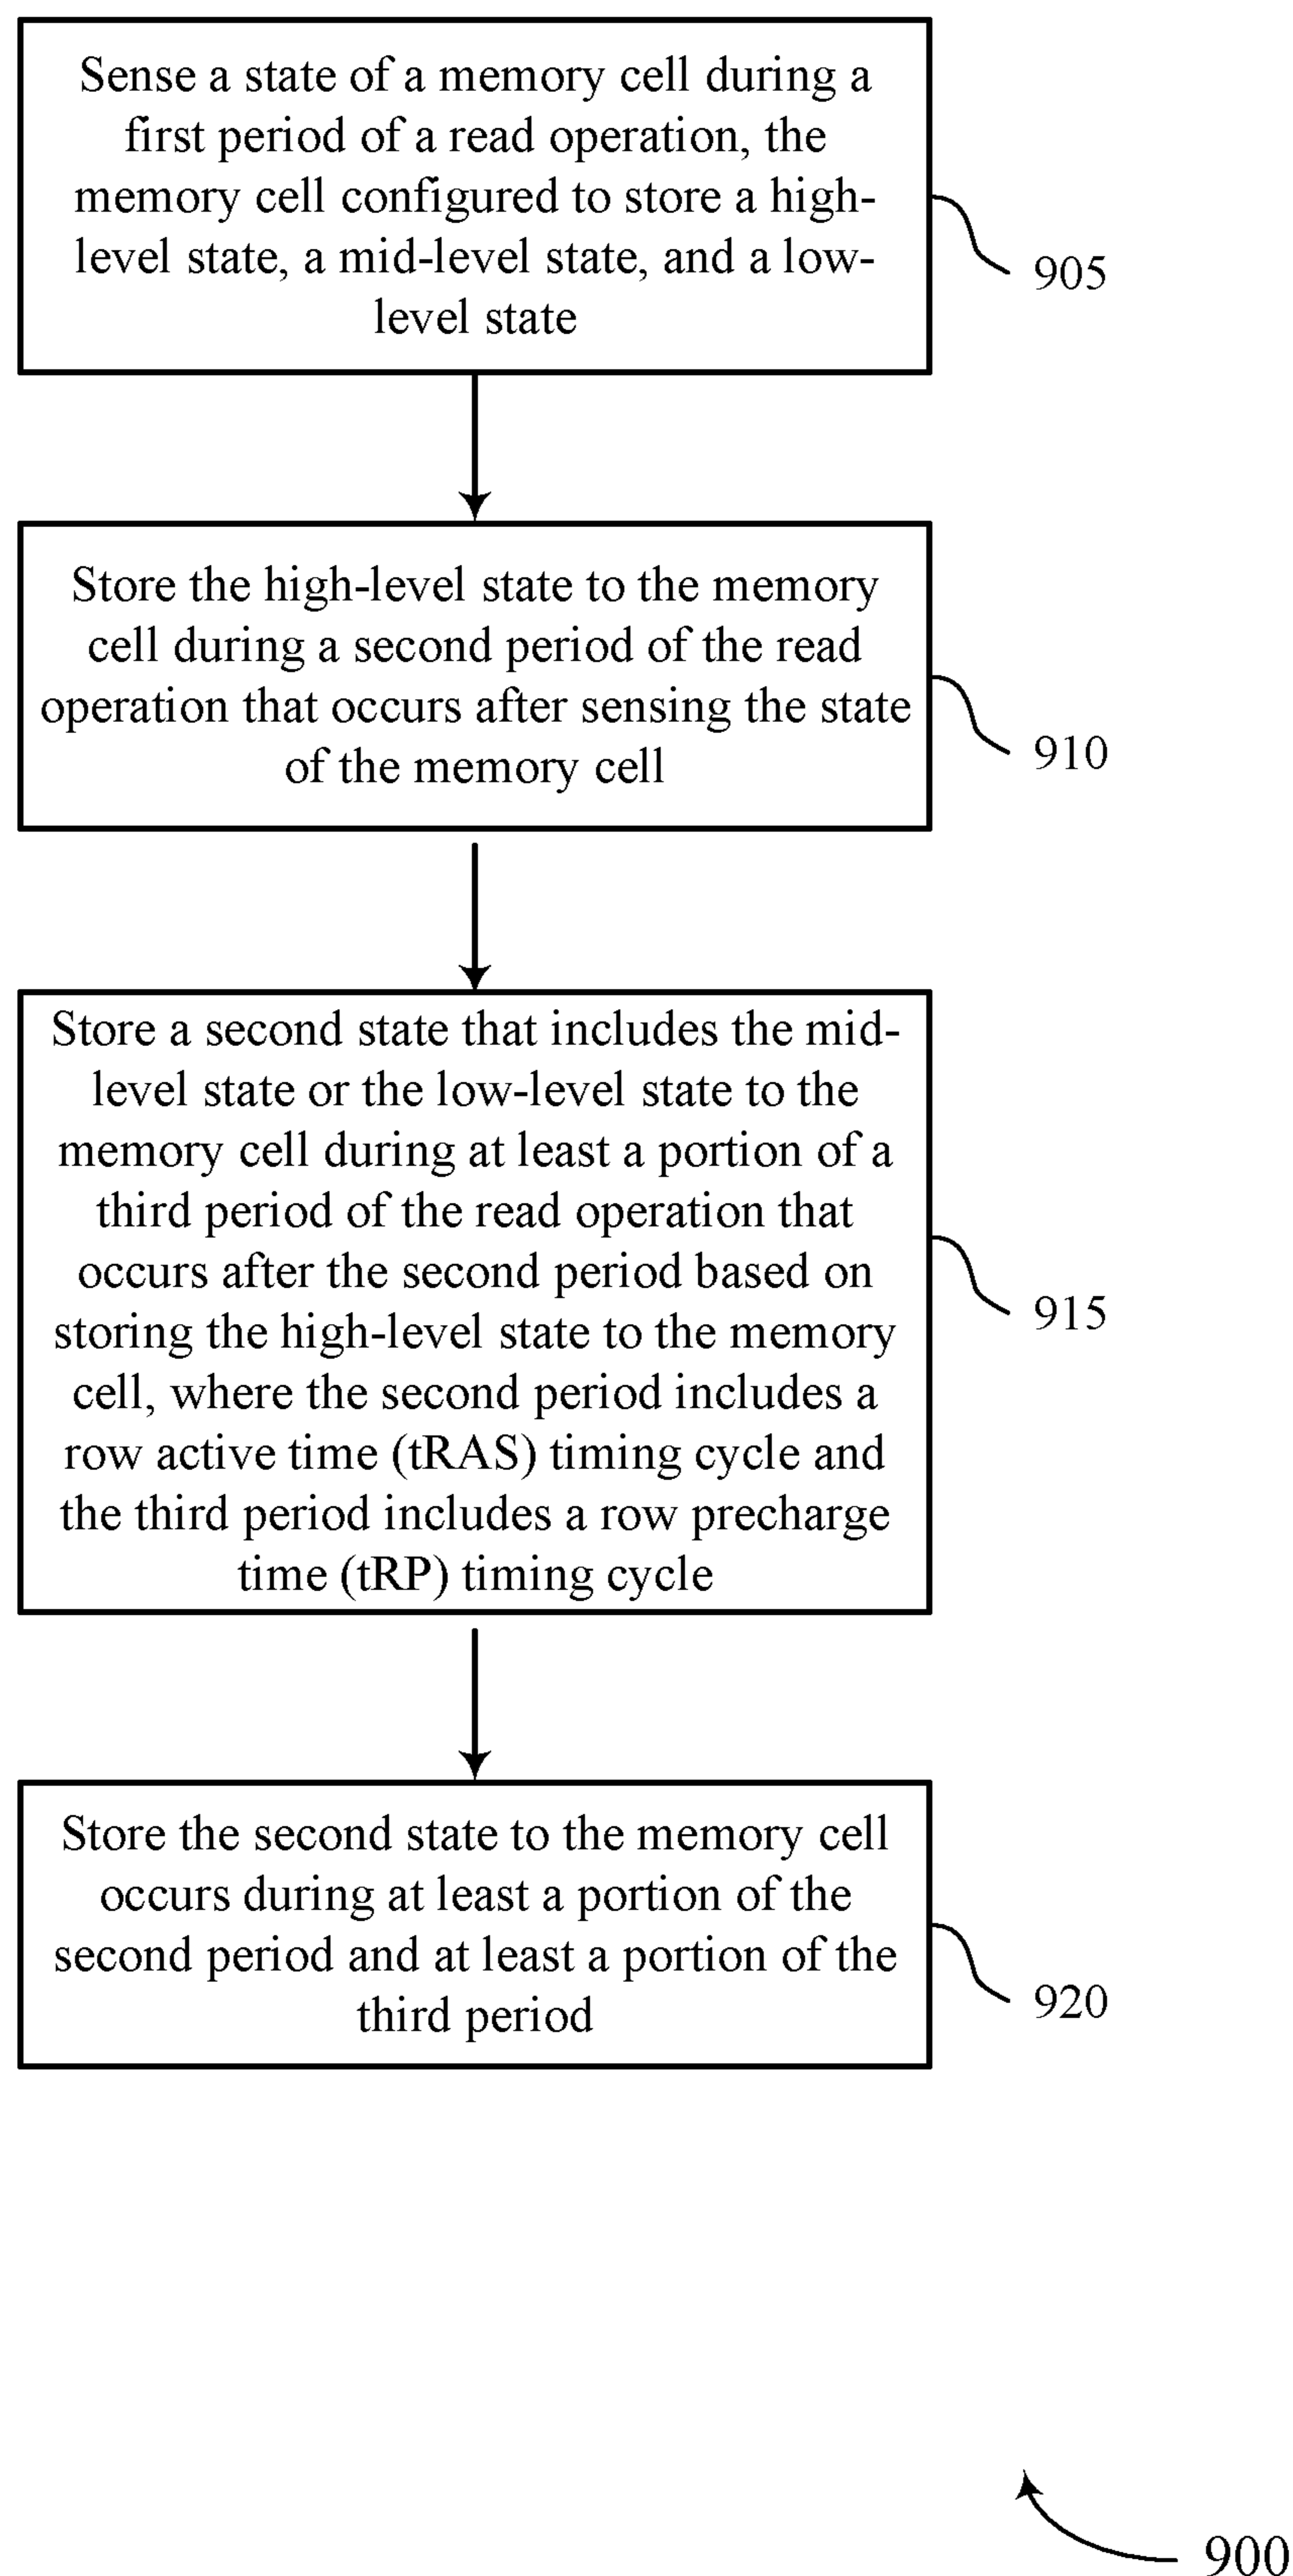 Sense a state of a memory cell during a
first period of a read operation, the
memory cell configured to store a high-
level state, a mid-level state, and a low-
level state
905
Store the high-level state to the memory
cell during a second period of the read
operation that occurs after sensing the state
of the memory cell
910
Store a second state that includes the mid-
level state or the low-level state to the
memory cell during at least a portion of a
third period of the read operation that
occurs after the second period based on
storing the high-level state to the memory
cell, where the second period includes a
row active time (tRAS) timing cycle and
the third period includes a row precharge
time (tRP) timing cycle
915
Store the second state to the memory cell
occurs during at least a portion of the
second period and at least a portion of the
third period
920
900